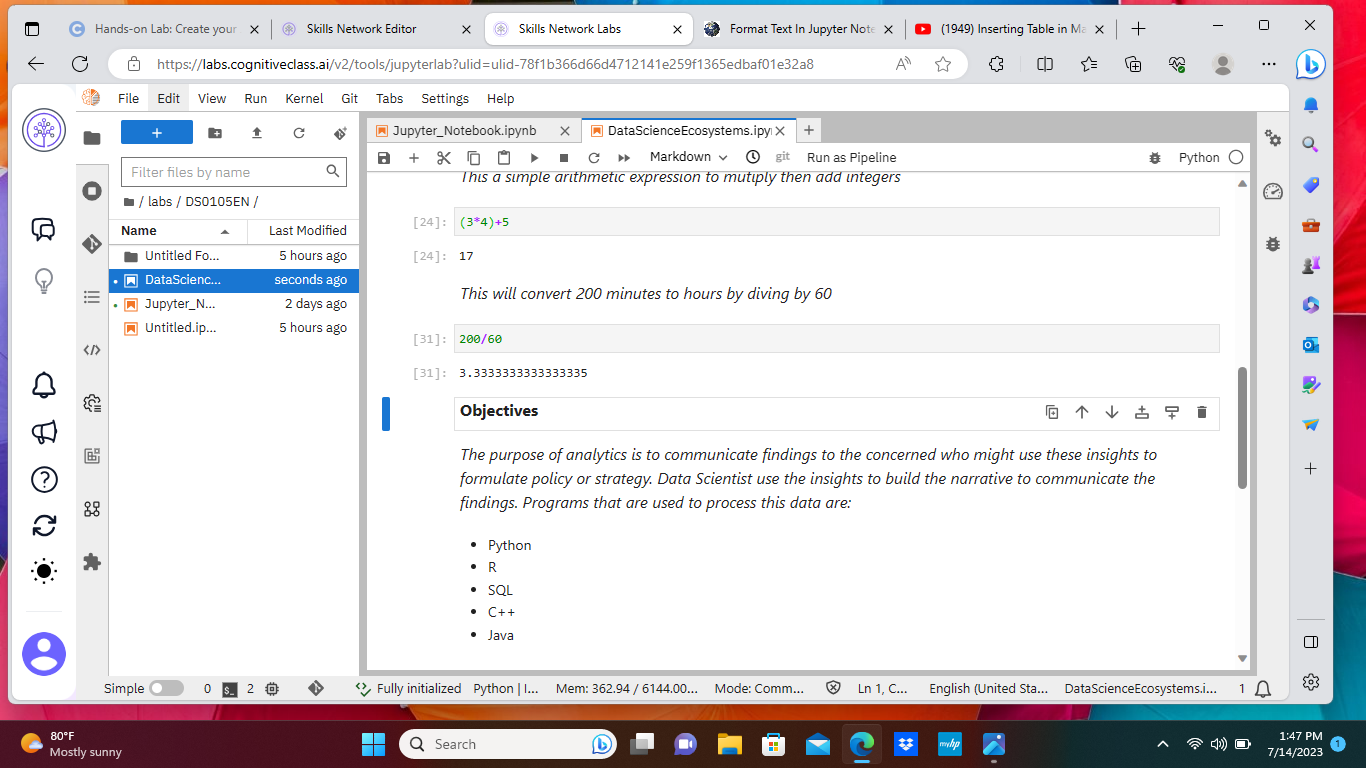 Hands-on Lab: Create your
Skills Network Editor
Skills Network Labs
Format Text In Jupyter Note
(1949) Inserting Table in Ma
https://labs.cognitiveclass.ai/v2/tools/jupyterlab?ulid=ulid-78f1b366d66d4712141e259f1365edbaf01e32a8
File Edit View Run Kernel Git Tabs Settings Help
Jupyter_Notebook.ipynb
DataScienceEcosystems.ipyn
Markdown
git
Run as Pipeline
Python
Filter files by name
/ labs / DS0105EN /
Name Last Modified
Untitled Fo... 5 hours ago
DataScienc... seconds ago
Jupyter_N... 2 days ago
Untitled.ip... 5 hours ago
This a simple arithmetic expression to mutiply then add integers
[24]: (3*4)+5
[24]: 17
This will convert 200 minutes to hours by diving by 60
[31]: 200/60
[31]: 3.3333333333333335
Objectives
The purpose of analytics is to communicate findings to the concerned who might use these insights to
formulate policy or strategy. Data Scientist use the insights to build the narrative to communicate the
findings. Programs that are used to process this data are:
Python
R
SQL
C++
Java
Simple 0 2 Fully initialized Python | I... Mem: 362.94 / 6144.00... Mode: Comm... Ln 1, C... English (United Sta... DataScienceEcosystems.i... 1
80°F
Mostly sunny
Search
myhp
1:47 PM
7/14/2023
1